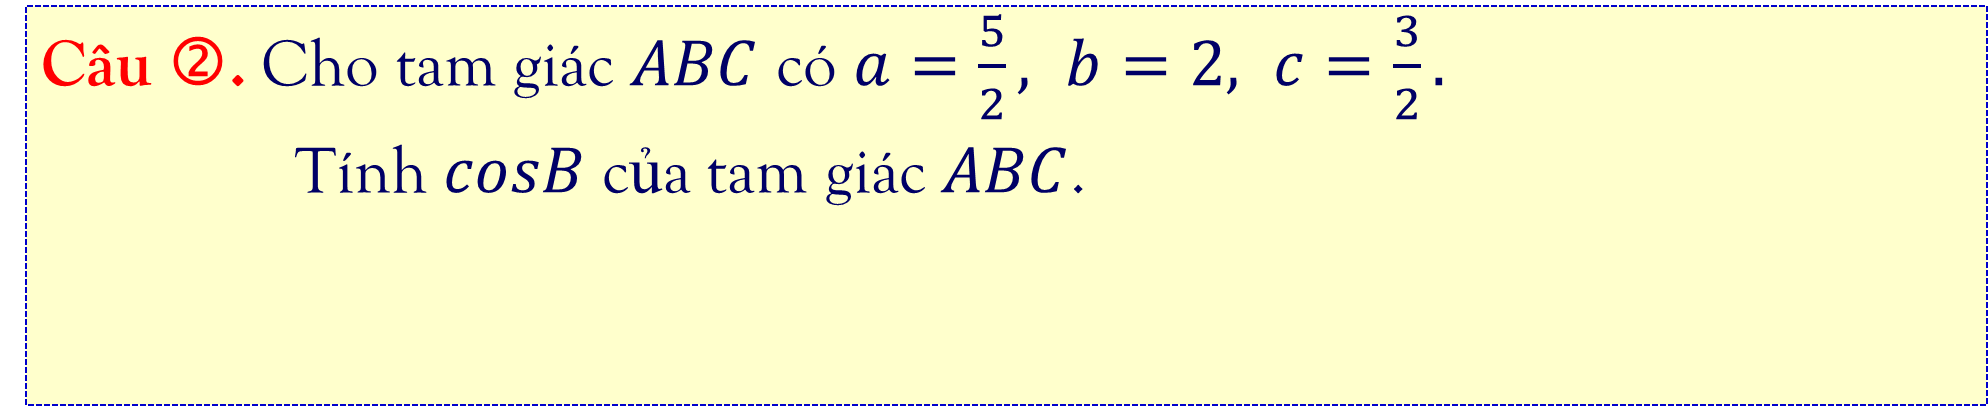 Câu ②. Cho tam giác ABC có a = 5/2, b = 2, c = 3/2.
Tính cosB của tam giác ABC.